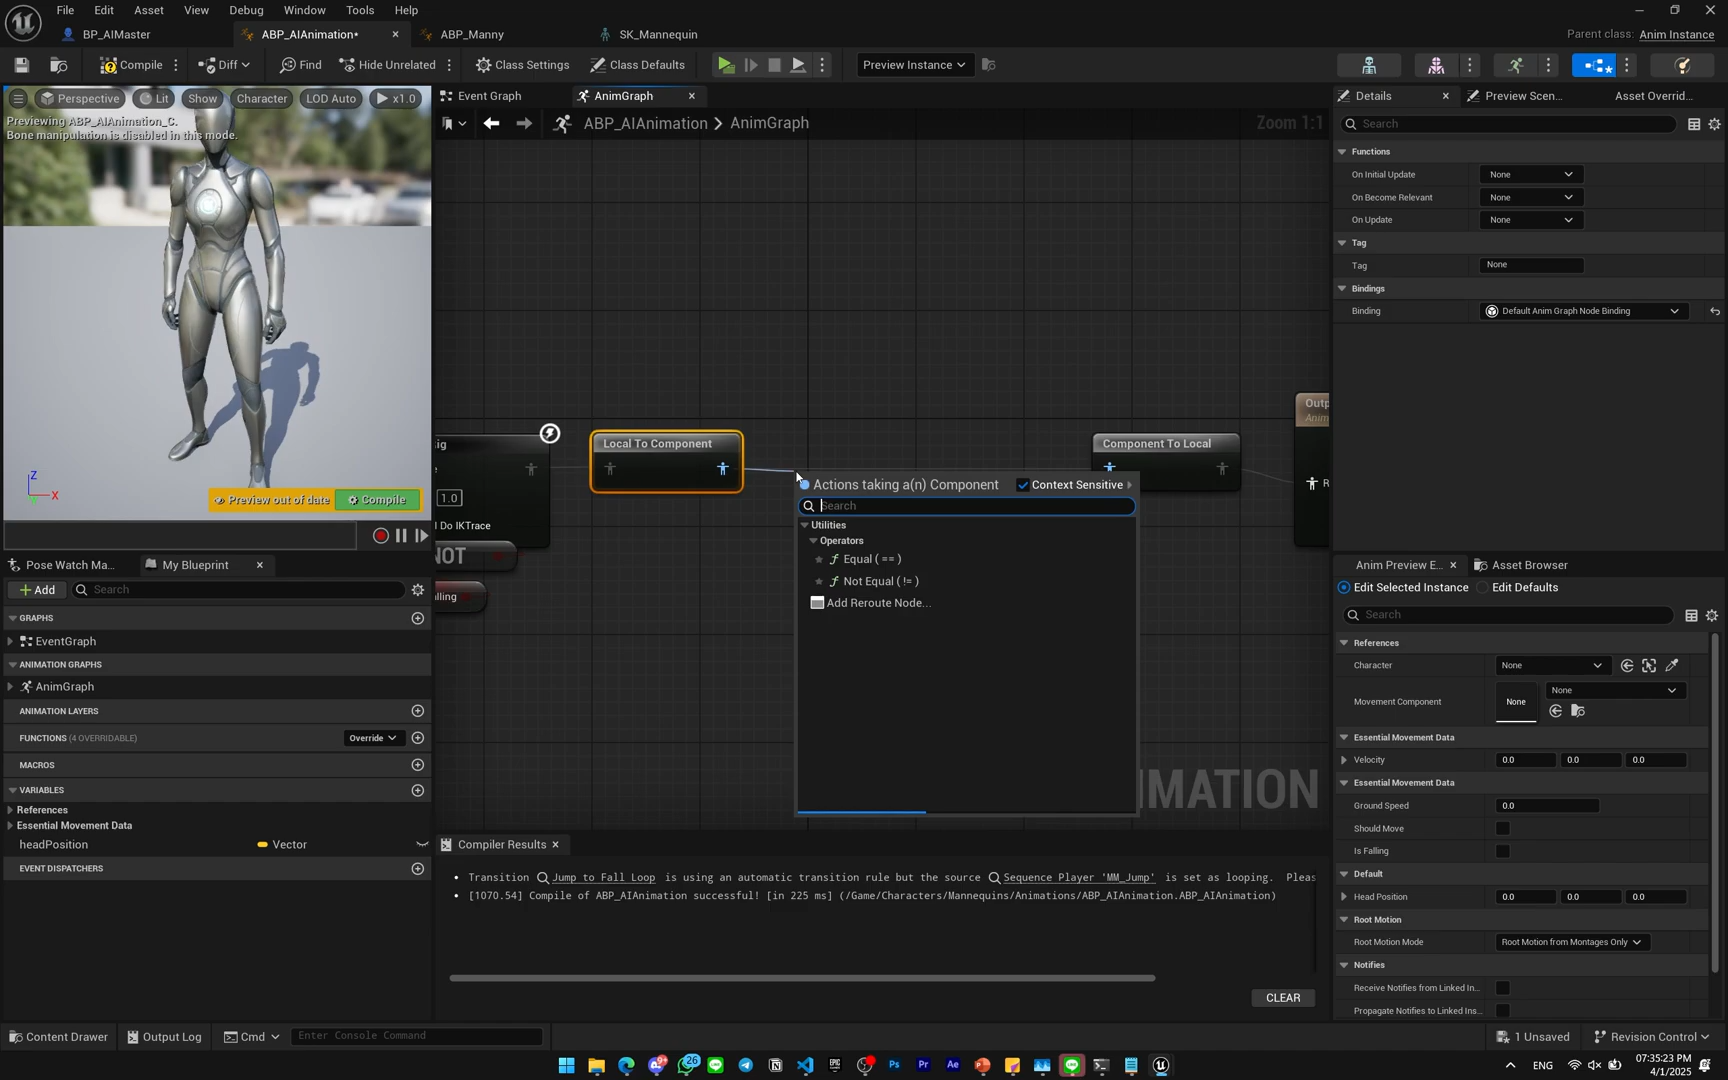 File Edit Asset View Debug Window Tools Help
BP_AIMaster ABP_AIAnimation* ABP_Manny SK_Mannequin Parent class: Anim Instance
Compile Diff Find Hide Unrelated Class Settings Class Defaults Preview Instance
Perspective Lit Show Character LOD Auto x1.0
Previewing ABP_AIAnimation_C.
Bone manipulation is disabled in this mode.
Z
X
Preview out of date Compile
Event Graph AnimGraph
ABP_AIAnimation > AnimGraph Zoom 1:1
ig
1.0
l Do IKTrace
NOT
lling
Local To Component
Component To Local
Outp
Anim
R
Actions taking a(n) Component Context Sensitive
Search
Utilities
Operators
Equal ( == )
Not Equal ( != )
Add Reroute Node...
IMATION
Pose Watch Ma... My Blueprint
Add Search
GRAPHS
EventGraph
ANIMATION GRAPHS
AnimGraph
ANIMATION LAYERS
FUNCTIONS (4 OVERRIDABLE) Override
MACROS
VARIABLES
References
Essential Movement Data
headPosition Vector
EVENT DISPATCHERS
Compiler Results
• Transition Jump to Fall Loop is using an automatic transition rule but the source Sequence Player 'MM_Jump' is set as looping. Pleas
• [1070.54] Compile of ABP_AIAnimation successful! [in 225 ms] (/Game/Characters/Mannequins/Animations/ABP_AIAnimation.ABP_AIAnimation)
CLEAR
Details Preview Scen... Asset Overrid...
Search
Functions
On Initial Update None
On Become Relevant None
On Update None
Tag
Tag None
Bindings
Binding Default Anim Graph Node Binding
Anim Preview E... Asset Browser
Edit Selected Instance Edit Defaults
Search
References
Character None
Movement Component None None
Essential Movement Data
Velocity 0.0 0.0 0.0
Essential Movement Data
Ground Speed 0.0
Should Move
Is Falling
Default
Head Position 0.0 0.0 0.0
Root Motion
Root Motion Mode Root Motion from Montages Only
Notifies
Receive Notifies from Linked In...
Propagate Notifies to Linked Ins...
Content Drawer Output Log Cmd Enter Console Command 1 Unsaved Revision Control
9+ 26 Ps Pr Ae ENG 07:35:23 PM
4/1/2025